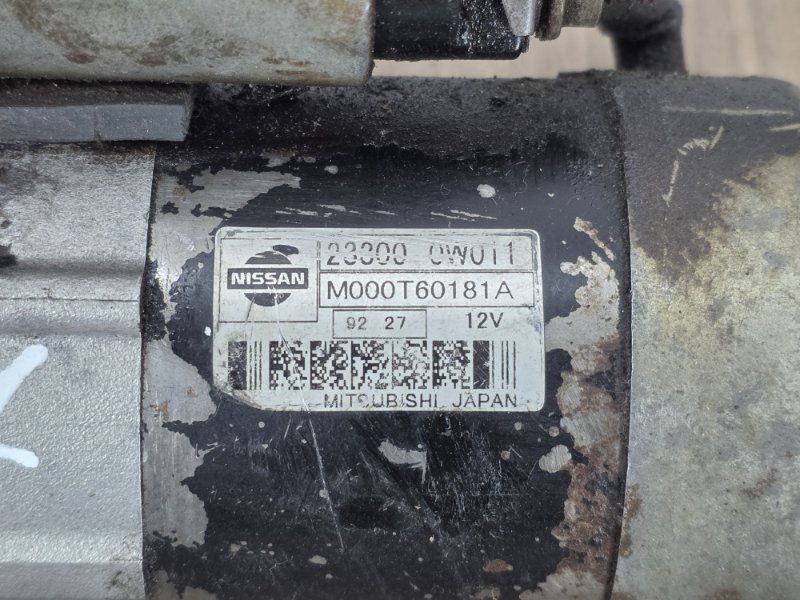 23300 0W011
NISSAN
M000T60181A
92 27 12V
MITSUBISHI JAPAN